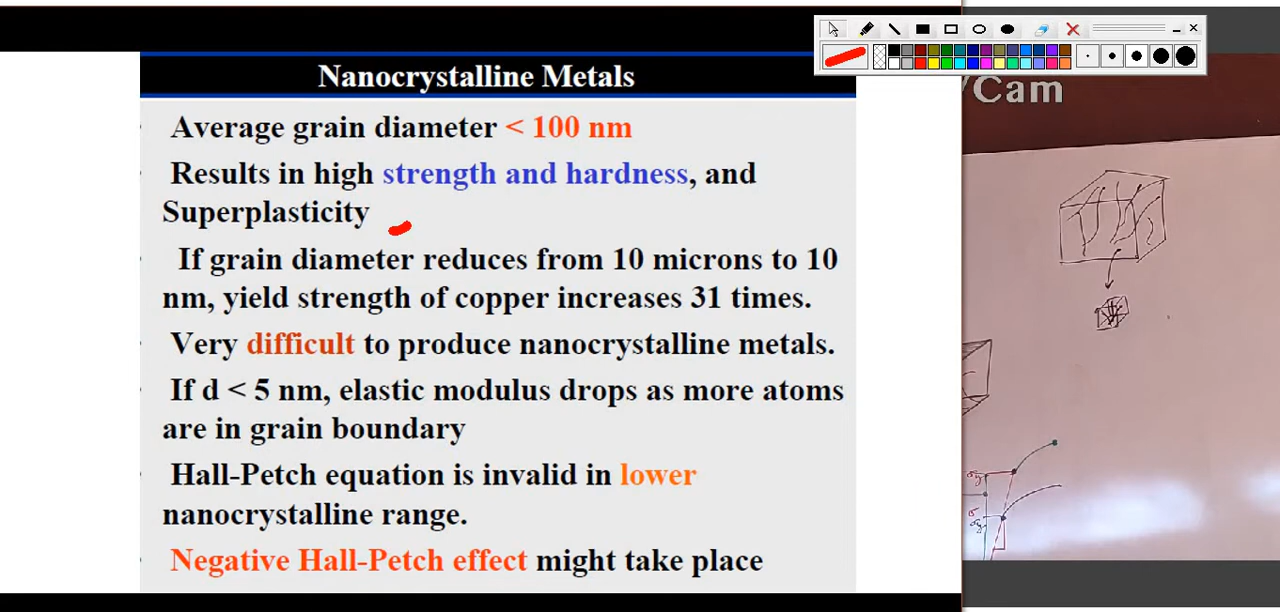 Nanocrystalline Metals
Average grain diameter < 100 nm
Results in high strength and hardness, and
Superplasticity
If grain diameter reduces from 10 microns to 10
nm, yield strength of copper increases 31 times.
Very difficult to produce nanocrystalline metals.
If d < 5 nm, elastic modulus drops as more atoms
are in grain boundary
Hall-Petch equation is invalid in lower
nanocrystalline range.
Negative Hall-Petch effect might take place
/Cam